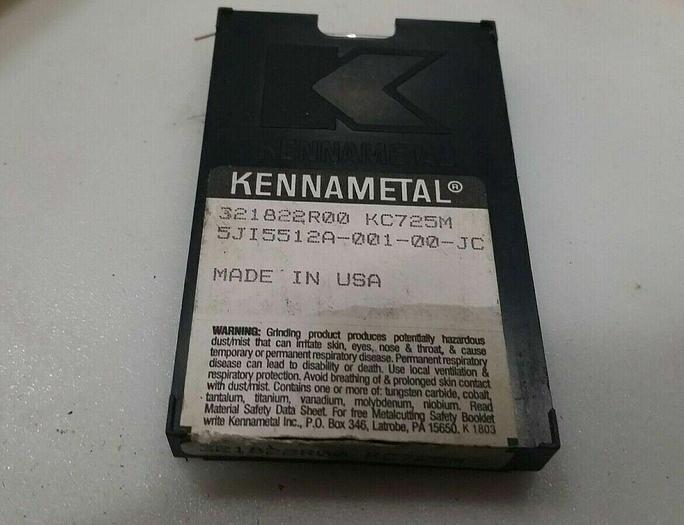 KENNAMETAL
KENNAMETAL®
321822R00 KC725M
5JI5512A-001-00-JC
MADE IN USA
WARNING: Grinding product produces potentially hazardous
dust/mist that can irritate skin, eyes, nose & throat, & cause
temporary or permanent respiratory disease. Permanent respiratory
disease can lead to disability or death. Use local ventilation &
respiratory protection. Avoid breathing of & prolonged skin contact
with dust/mist. Contains one or more of: tungsten carbide, cobalt,
tantalum, titanium, vanadium, molybdenum, niobium. Read
Material Safety Data Sheet. For free Metalcutting Safety Booklet
write Kennametal Inc., P.O. Box 346, Latrobe, PA 15650. K 1803
321822R00 KC725M